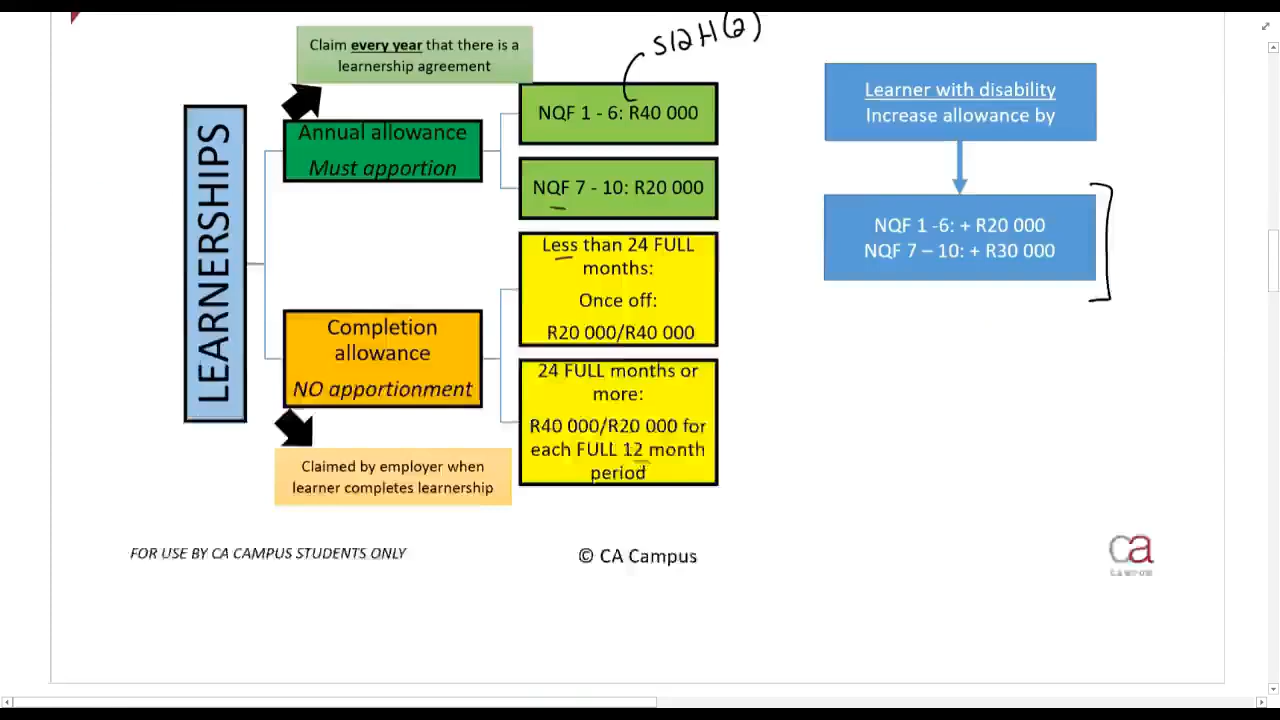 S12H(2)
Claim every year that there is a
learnership agreement
Annual allowance
Must apportion
NQF 1 - 6: R40 000
NQF 7 - 10: R20 000
LEARNERSHIPS
Completion
allowance
NO apportionment
Less than 24 FULL
months:
Once off:
R20 000/R40 000
24 FULL months or
more:
R40 000/R20 000 for
each FULL 12 month
period
Claimed by employer when
learner completes learnership
Learner with disability
Increase allowance by
NQF 1 -6: + R20 000
NQF 7 – 10: + R30 000
FOR USE BY CA CAMPUS STUDENTS ONLY
© CA Campus
ca
CA CAMPUS